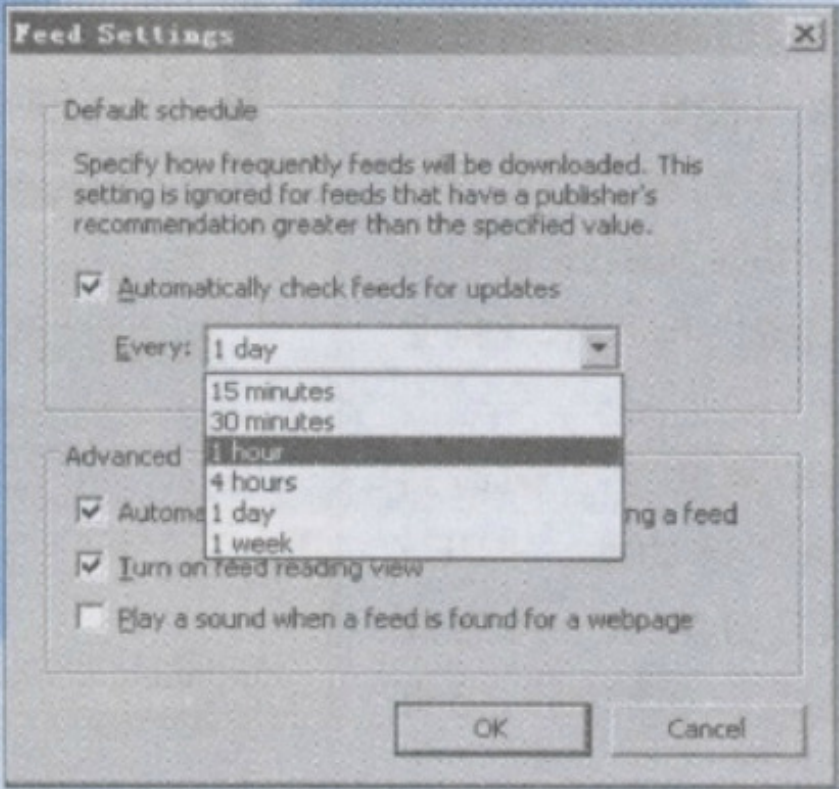 Feed Settings
Default schedule
Specify how frequently feeds will be downloaded. This
setting is ignored for feeds that have a publisher's
recommendation greater than the specified value.
Automatically check feeds for updates
Every: 1 day
15 minutes
30 minutes
1 hour
4 hours
1 day
1 week
Advanced
Automa ng a feed
Turn on feed reading view
Play a sound when a feed is found for a webpage
OK Cancel